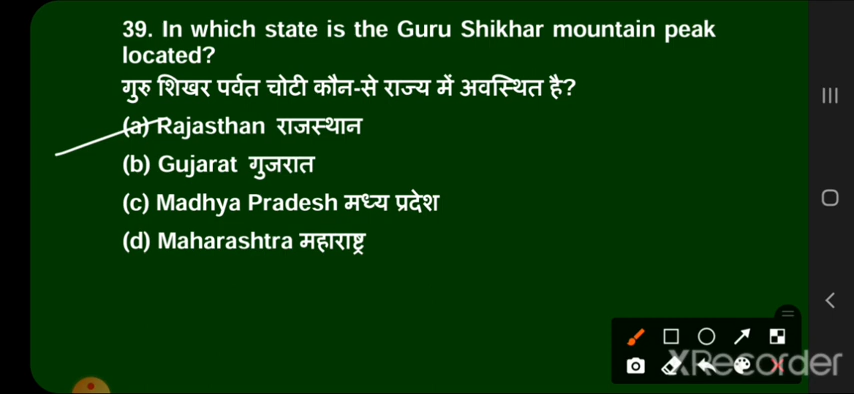 39. In which state is the Guru Shikhar mountain peak
located?
गुरु शिखर पर्वत चोटी कौन-से राज्य में अवस्थित है?
(a) Rajasthan राजस्थान
(b) Gujarat गुजरात
(c) Madhya Pradesh मध्य प्रदेश
(d) Maharashtra महाराष्ट्र
XRecorder